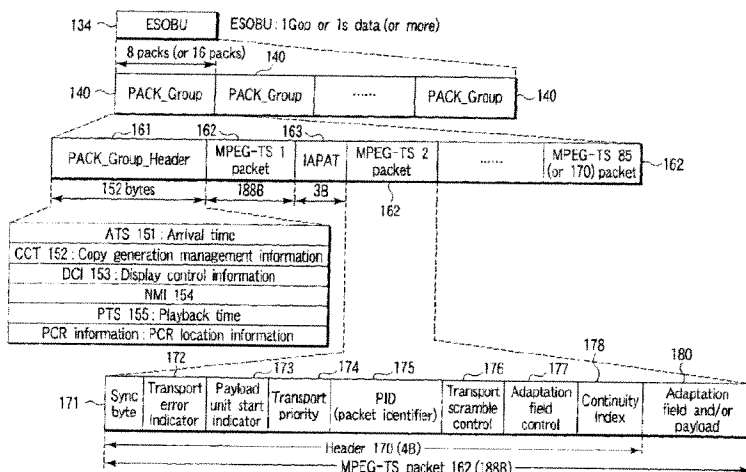 134 ESOBU ESOBU : 1Gop or 1s data (or more)
8 packs (or 16 packs) 140
140 PACK_Group PACK_Group ...... PACK_Group 140
161 162 163
PACK_Group_Header MPEG-TS 1 packet IAPAT MPEG-TS 2 packet ...... MPEG-TS 85 (or 170) packet 162
152 bytes 188B 3B 162
ATS 151 : Arrival time
CCT 152 : Copy generation management information
DCI 153 : Display control information
NMI 154
PTS 155 : Playback time
PCR information : PCR location information
172 173 174 175 176 177 178 180
171 Sync byte Transport error indicator Payload unit start indicator Transport priority PID (packet identifier) Transport scramble control Adaptation field control Continuity index Adaptation field and/or payload
Header 170 (4B)
MPEG-TS packet 162 (188B)